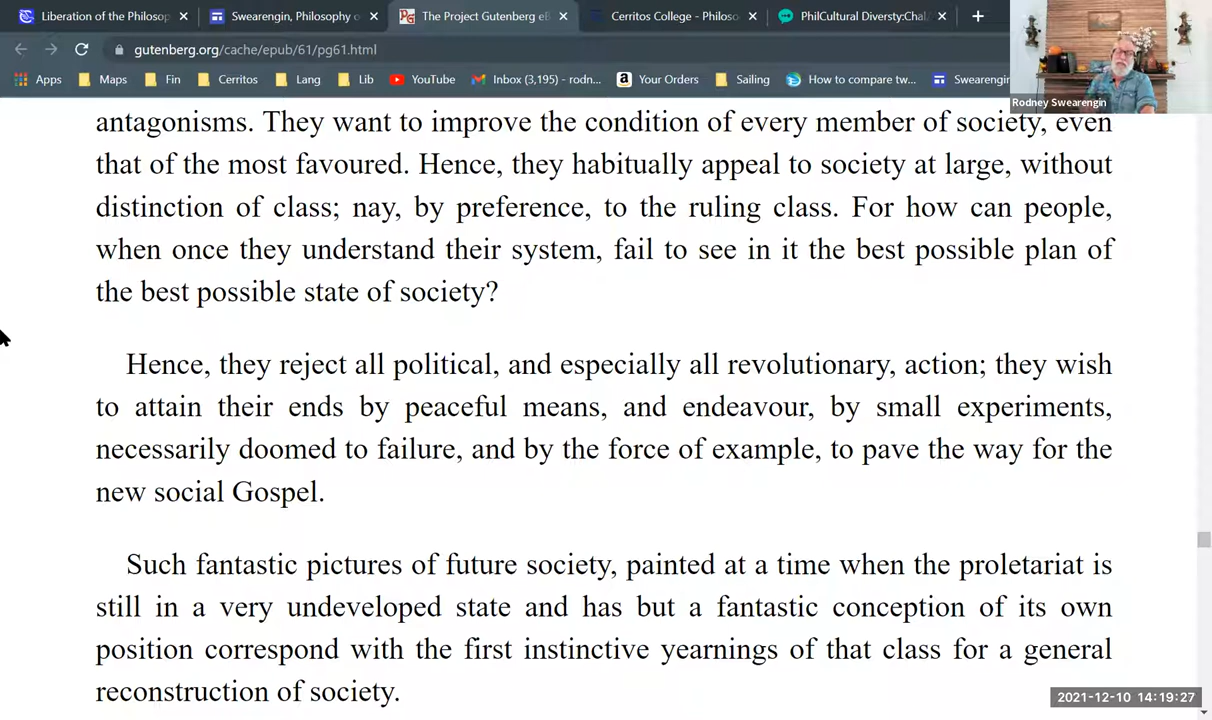 Liberation of the Philosop
Swearengin, Philosophy o
The Project Gutenberg eB
Cerritos College - Philoso
PhilCultural Diversty:Chal
gutenberg.org/cache/epub/61/pg61.html
Apps
Maps
Fin
Cerritos
Lang
Lib
YouTube
Inbox (3,195) - rodn...
Your Orders
Sailing
How to compare tw...
Swearengin
Rodney Swearengin
antagonisms. They want to improve the condition of every member of society, even
that of the most favoured. Hence, they habitually appeal to society at large, without
distinction of class; nay, by preference, to the ruling class. For how can people,
when once they understand their system, fail to see in it the best possible plan of
the best possible state of society?
Hence, they reject all political, and especially all revolutionary, action; they wish
to attain their ends by peaceful means, and endeavour, by small experiments,
necessarily doomed to failure, and by the force of example, to pave the way for the
new social Gospel.
Such fantastic pictures of future society, painted at a time when the proletariat is
still in a very undeveloped state and has but a fantastic conception of its own
position correspond with the first instinctive yearnings of that class for a general
reconstruction of society.
2021-12-10 14:19:27